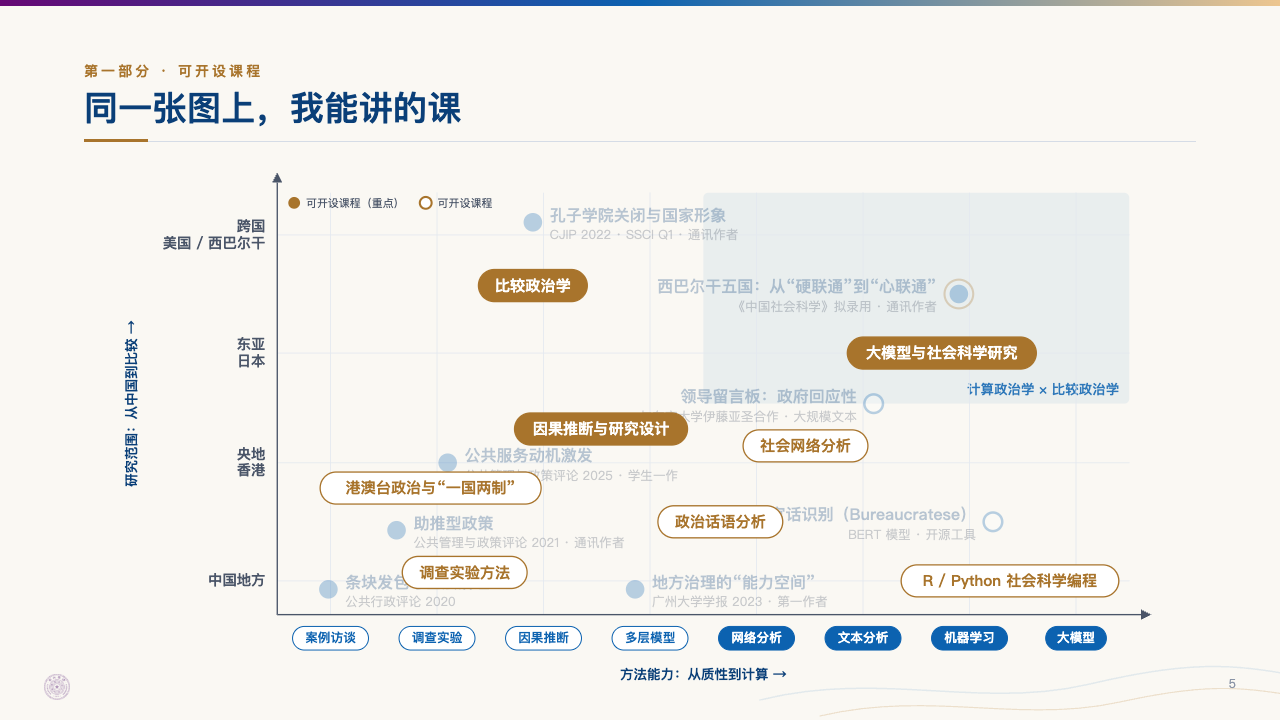 第一部分 · 可开设课程
同一张图上，我能讲的课
可开设课程（重点）
可开设课程
跨国
美国 / 西巴尔干
孔子学院关闭与国家形象
CJIP 2022 · SSCI Q1 · 通讯作者
比较政治学
西巴尔干五国：从“硬联通”到“心联通”
《中国社会科学》拟录用 · 通讯作者
东亚
日本
大模型与社会科学研究
计算政治学 × 比较政治学
领导留言板：政府回应性
大学伊藤亚圣合作 · 大规模文本
因果推断与研究设计
社会网络分析
研究范围：从中国到比较 →
央地
香港
公共服务动机激发
政策评论 2025 · 学生一作
港澳台政治与“一国两制”
政治话语分析
话识别（Bureaucratese）
BERT 模型 · 开源工具
助推型政策
公共管理与政策评论 2021 · 通讯作者
调查实验方法
中国地方
条块发包
公共行政评论 2020
地方治理的“能力空间”
广州大学学报 2023 · 第一作者
R / Python 社会科学编程
案例访谈
调查实验
因果推断
多层模型
网络分析
文本分析
机器学习
大模型
方法能力：从质性到计算 →
5